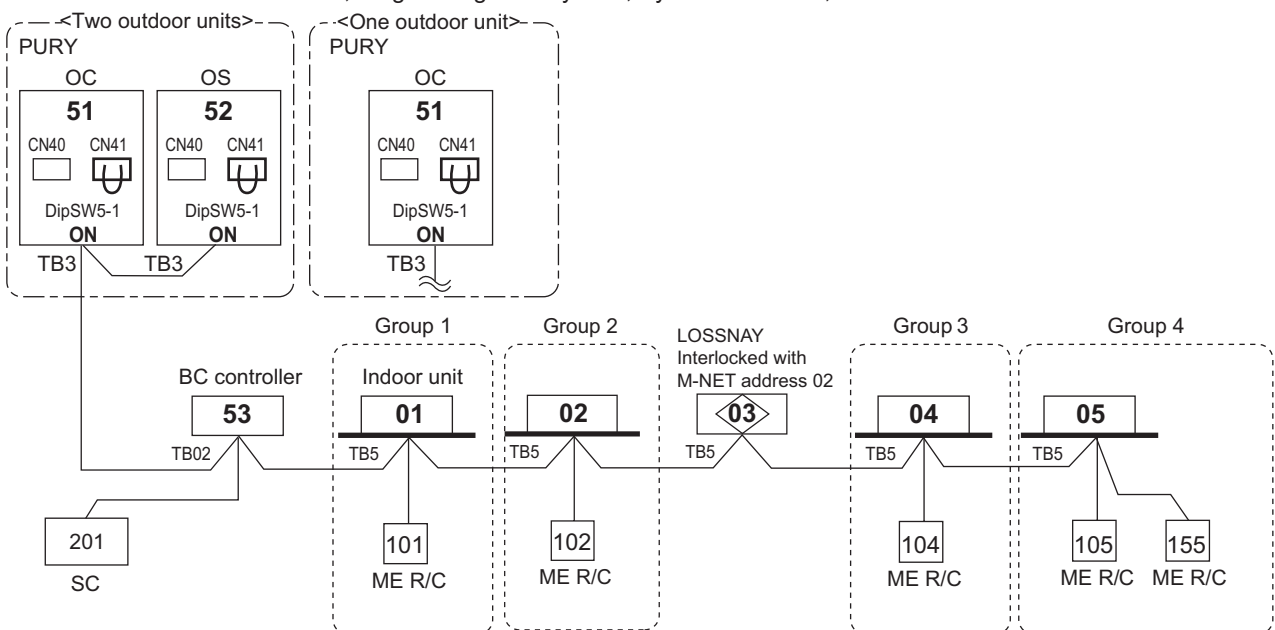 <Two outdoor units>
<One outdoor unit>
PURY
PURY
OC
OS
OC
51
52
51
CN40 CN41
CN40 CN41
CN40 CN41
DipSW5-1
DipSW5-1
DipSW5-1
ON
ON
ON
TB3
TB3
TB3
Group 1
Group 2
LOSSNAY
Interlocked with
M-NET address 02
Group 3
Group 4
BC controller
Indoor unit
53
01
02
03
04
05
TB02
TB5
TB5
TB5
TB5
TB5
201
SC
101
ME R/C
102
ME R/C
104
ME R/C
105
ME R/C
155
ME R/C